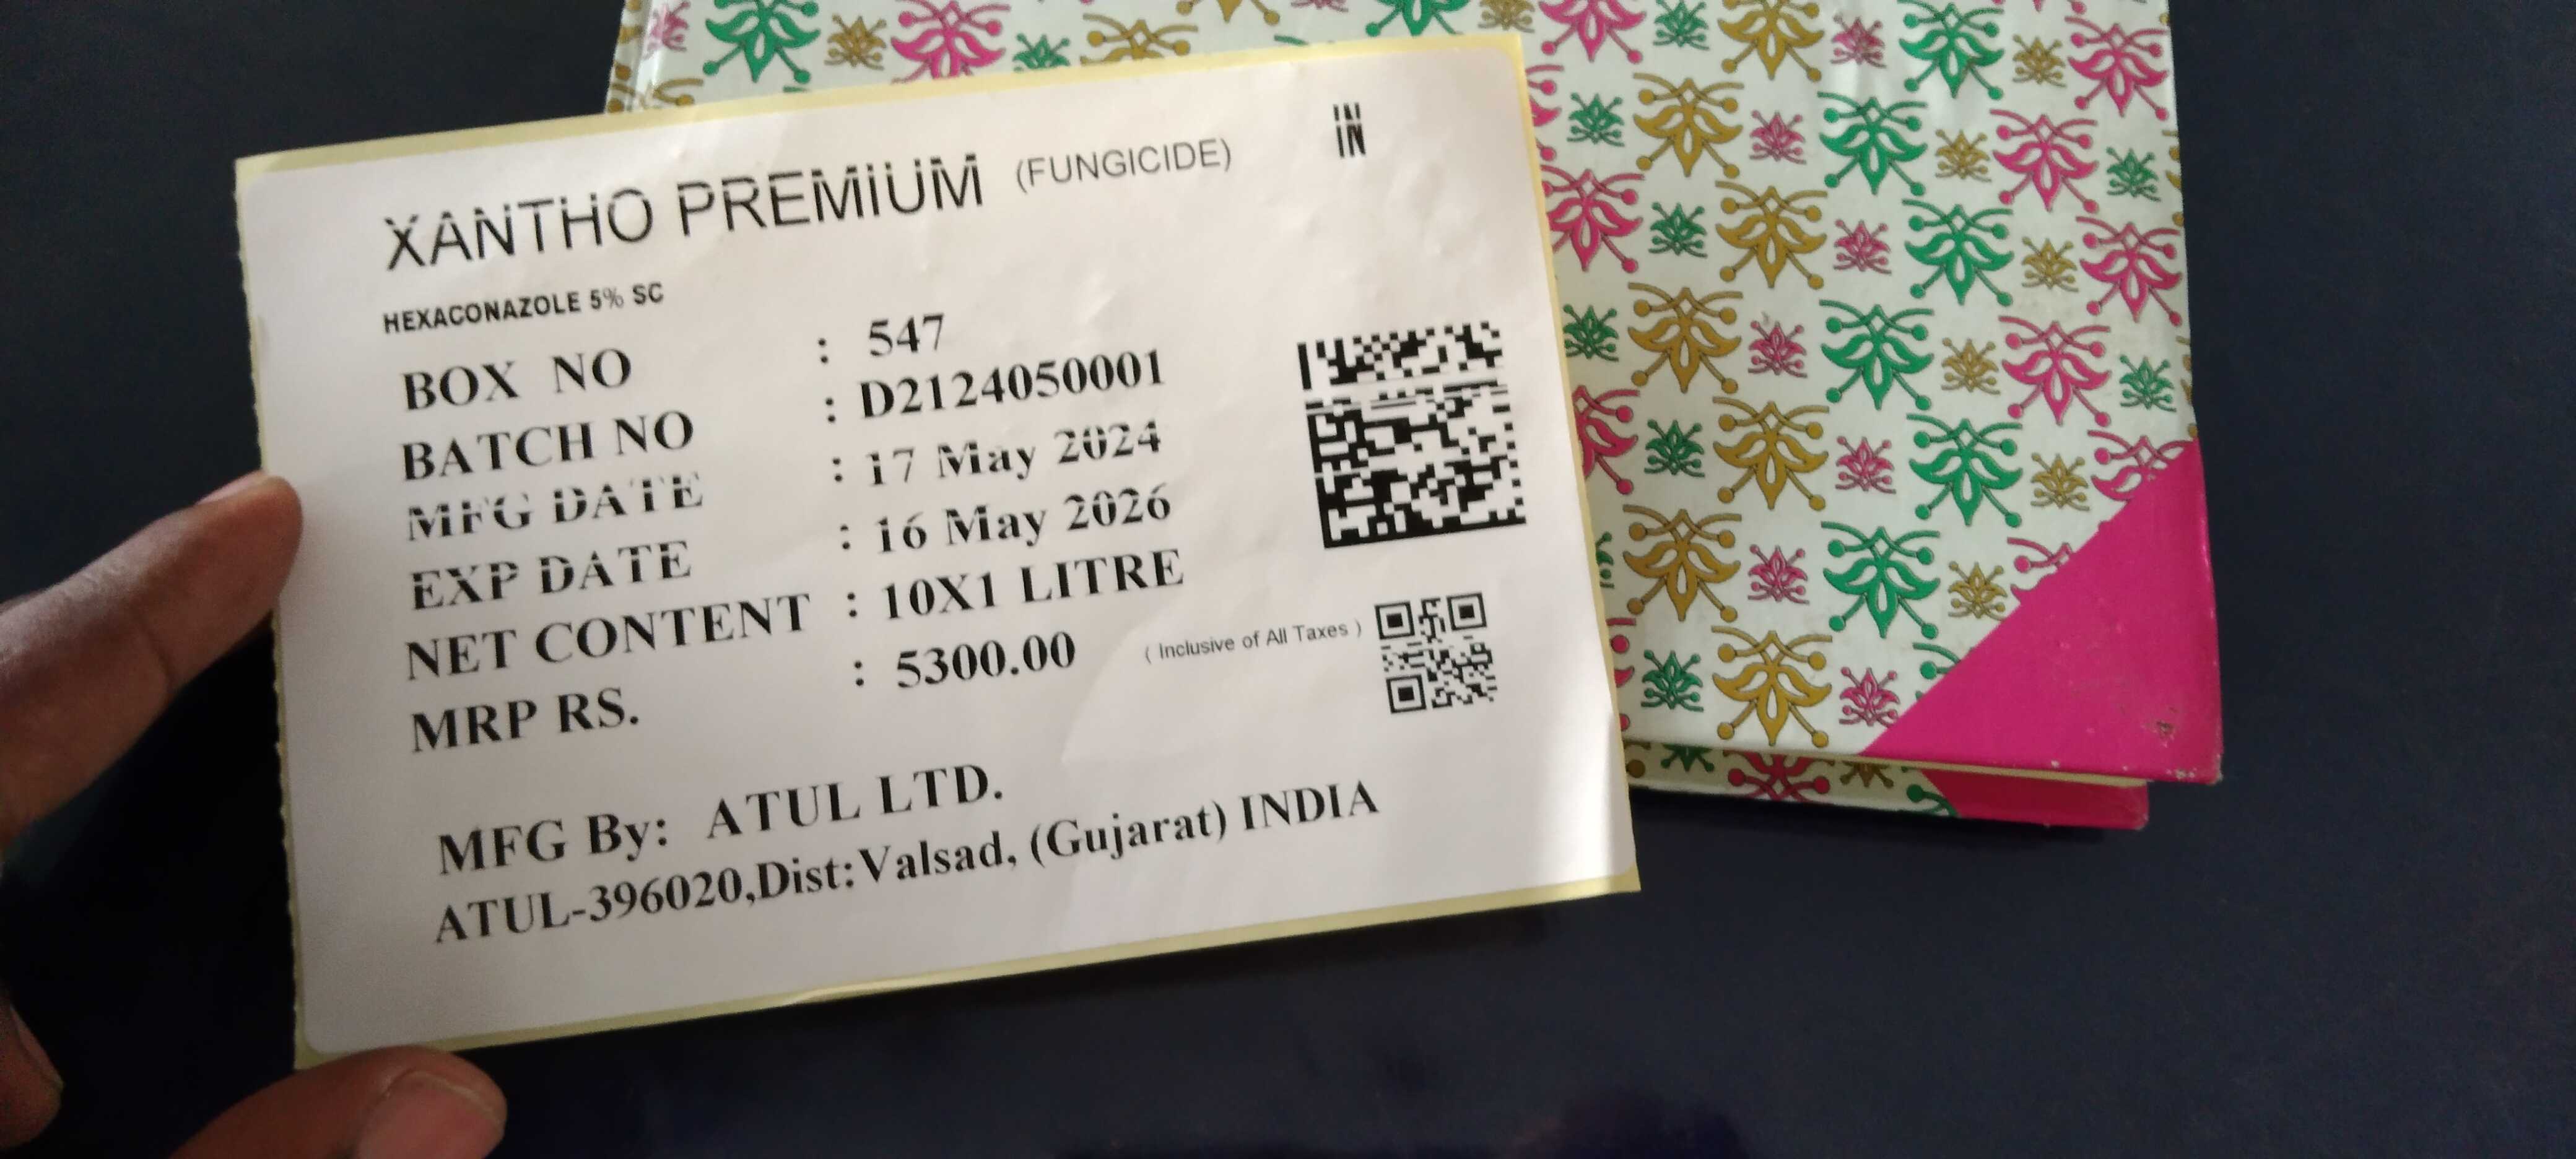 XANTHO PREMIUM (FUNGICIDE) IN
HEXACONAZOLE 5% SC
BOX NO : 547
BATCH NO : D2124050001
MFG DATE : 17 May 2024
EXP DATE : 16 May 2026
NET CONTENT : 10X1 LITRE
MRP RS. : 5300.00 ( Inclusive of All Taxes )
MFG By: ATUL LTD.
ATUL-396020,Dist:Valsad, (Gujarat) INDIA